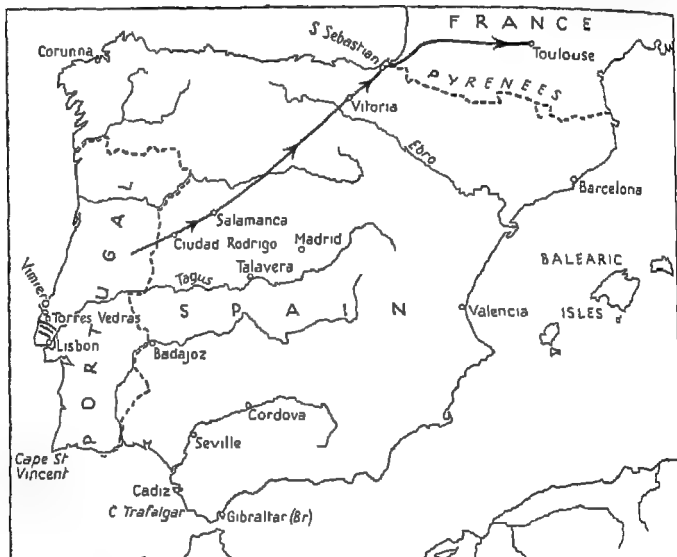 FRANCE
Corunna
S Sebastian
Toulouse
PYRENEES
Vitoria
Ebro
Barcelona
PORTUGAL
Salamanca
Ciudad Rodrigo
Madrid
BALEARIC
ISLES
Vimiero
Tagus
Talavera
SPAIN
Valencia
Torres Vedras
Lisbon
Badajoz
Cordova
Seville
Cape St
Vincent
Cadiz
C Trafalgar
Gibraltar (Br)